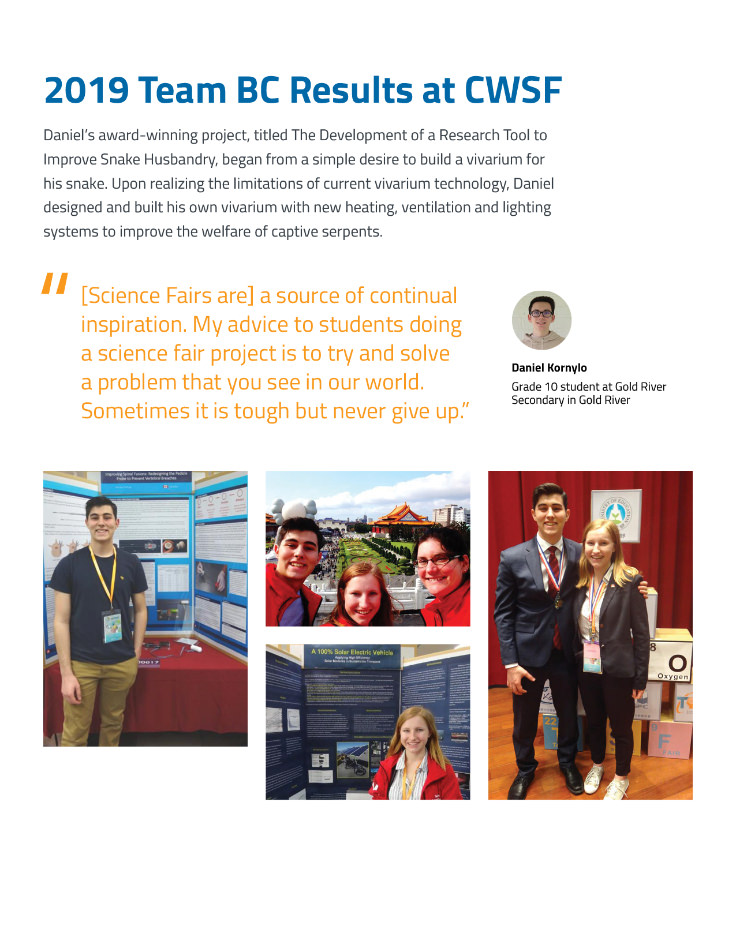 2019 Team BC Results at CWSF
Daniel’s award-winning project, titled The Development of a Research Tool to
Improve Snake Husbandry, began from a simple desire to build a vivarium for
his snake. Upon realizing the limitations of current vivarium technology, Daniel
designed and built his own vivarium with new heating, ventilation and lighting
systems to improve the welfare of captive serpents.
“
[Science Fairs are] a source of continual
inspiration. My advice to students doing
a science fair project is to try and solve
a problem that you see in our world.
Sometimes it is tough but never give up.”
Daniel Kornylo
Grade 10 student at Gold River
Secondary in Gold River
A 100% Solar Electric Vehicle
8
O
Oxygen
F